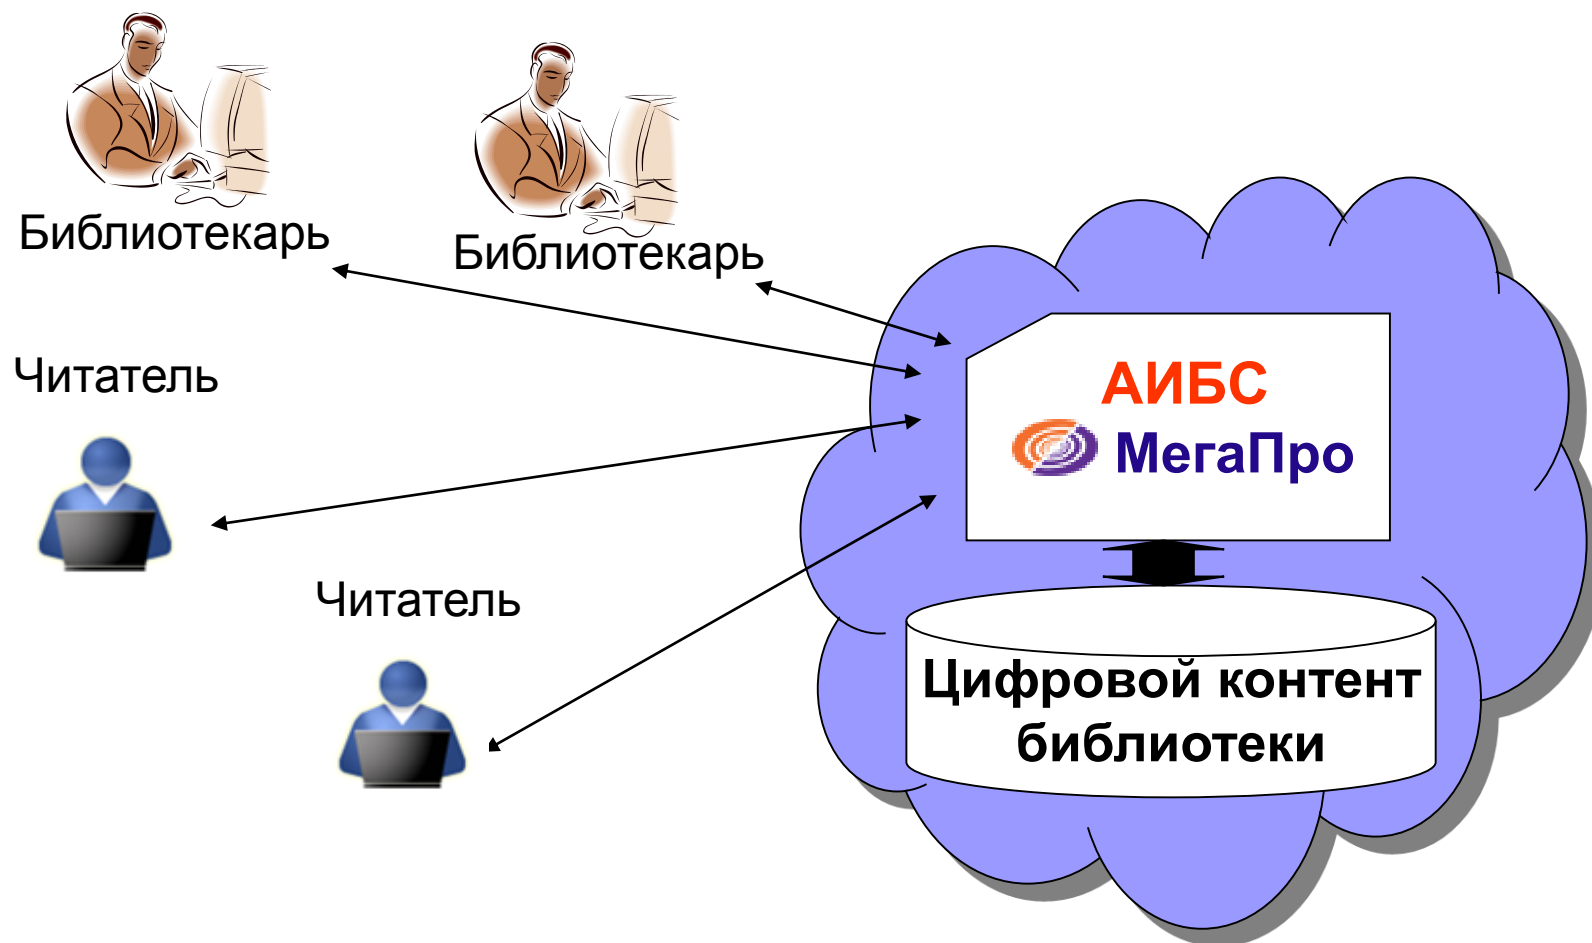 Библиотекарь
Библиотекарь
Читатель
АИБС
МегаПро
Читатель
Цифровой контент
библиотеки